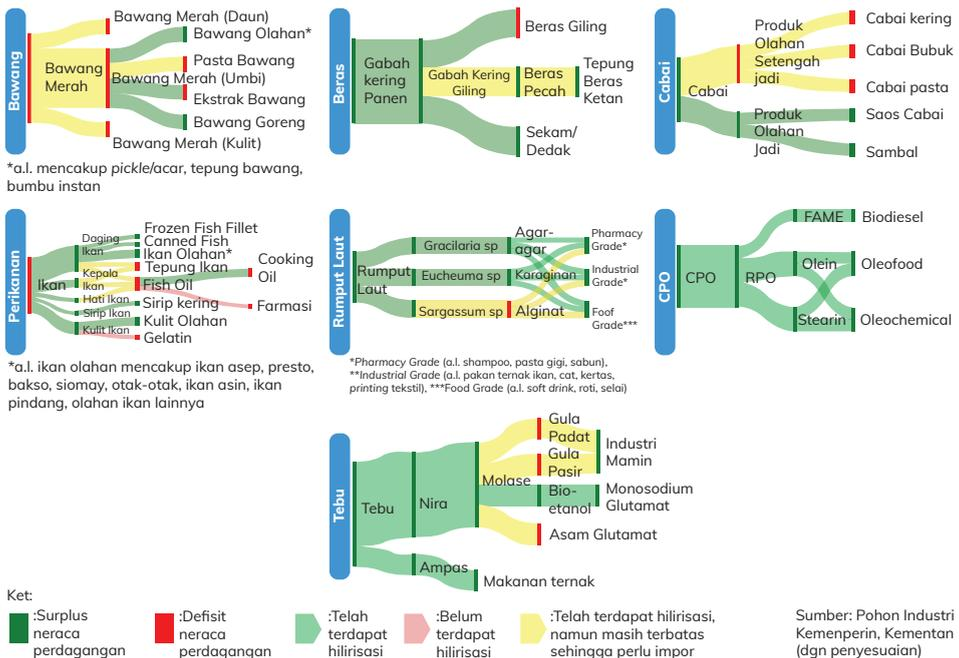 Bawang
Bawang Merah (Daun)
Bawang Olahan*
Pasta Bawang
Bawang
Merah
Bawang Merah (Umbi)
Ekstrak Bawang
Bawang Goreng
Bawang Merah (Kulit)
*a.l. mencakup pickle/acar, tepung bawang,
bumbu instan
Beras
Gabah
kering
Panen
Beras Giling
Gabah Kering
Giling
Beras
Pecah
Tepung
Beras
Ketan
Sekam/
Dedak
Cabai
Cabai
Produk
Olahan
Setengah
jadi
Cabai kering
Cabai Bubuk
Cabai pasta
Produk
Olahan
Jadi
Saos Cabai
Sambal
Perikanan
Ikan
Daging
Ikan
Kepala
Ikan
Hati Ikan
Sirip Ikan
Kulit Ikan
Frozen Fish Fillet
Canned Fish
Ikan Olahan*
Tepung Ikan
Fish Oil
Sirip kering
Kulit Olahan
Gelatin
Cooking
Oil
Farmasi
*a.l. ikan olahan mencakup ikan asep, presto,
bakso, siomay, otak-otak, ikan asin, ikan
pindang, olahan ikan lainnya
Rumput Laut
Rumput
Laut
Gracilaria sp
Eucheuma sp
Sargassum sp
Agar-
agar
Karaginan
Alginat
Pharmacy
Grade*
Industrial
Grade*
Foof
Grade***
*Pharmacy Grade (a.l. shampoo, pasta gigi, sabun),
**Industrial Grade (a.l. pakan ternak ikan, cat, kertas,
printing tekstil), ***Food Grade (a.l. soft drink, roti, selai)
CPO
CPO
RPO
FAME
Biodiesel
Olein
Oleofood
Stearin
Oleochemical
Tebu
Tebu
Nira
Molase
Gula
Padat
Gula
Pasir
Industri
Mamin
Bio-
etanol
Monosodium
Glutamat
Asam Glutamat
Ampas
Makanan ternak
Ket:
:Surplus
neraca
perdagangan
:Defisit
neraca
perdagangan
:Telah
terdapat
hilirisasi
:Belum
terdapat
hilirisasi
:Telah terdapat hilirisasi,
namun masih terbatas
sehingga perlu impor
Sumber: Pohon Industri
Kemenperin, Kementan
(dgn penyesuaian)